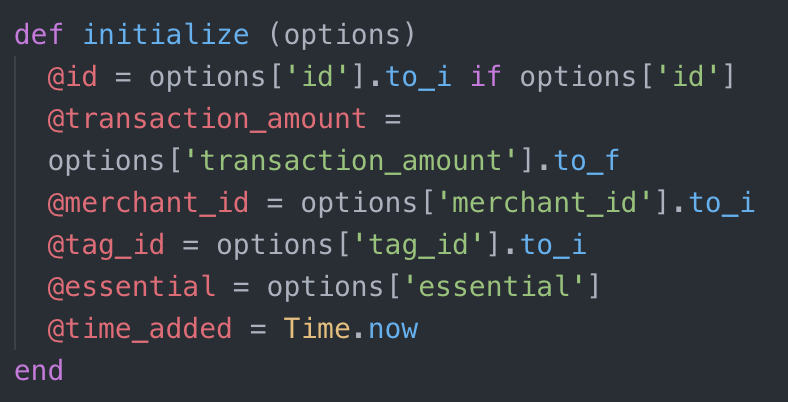 def initialize (options)
  @id = options['id'].to_i if options['id']
  @transaction_amount =
  options['transaction_amount'].to_f
  @merchant_id = options['merchant_id'].to_i
  @tag_id = options['tag_id'].to_i
  @essential = options['essential']
  @time_added = Time.now
end